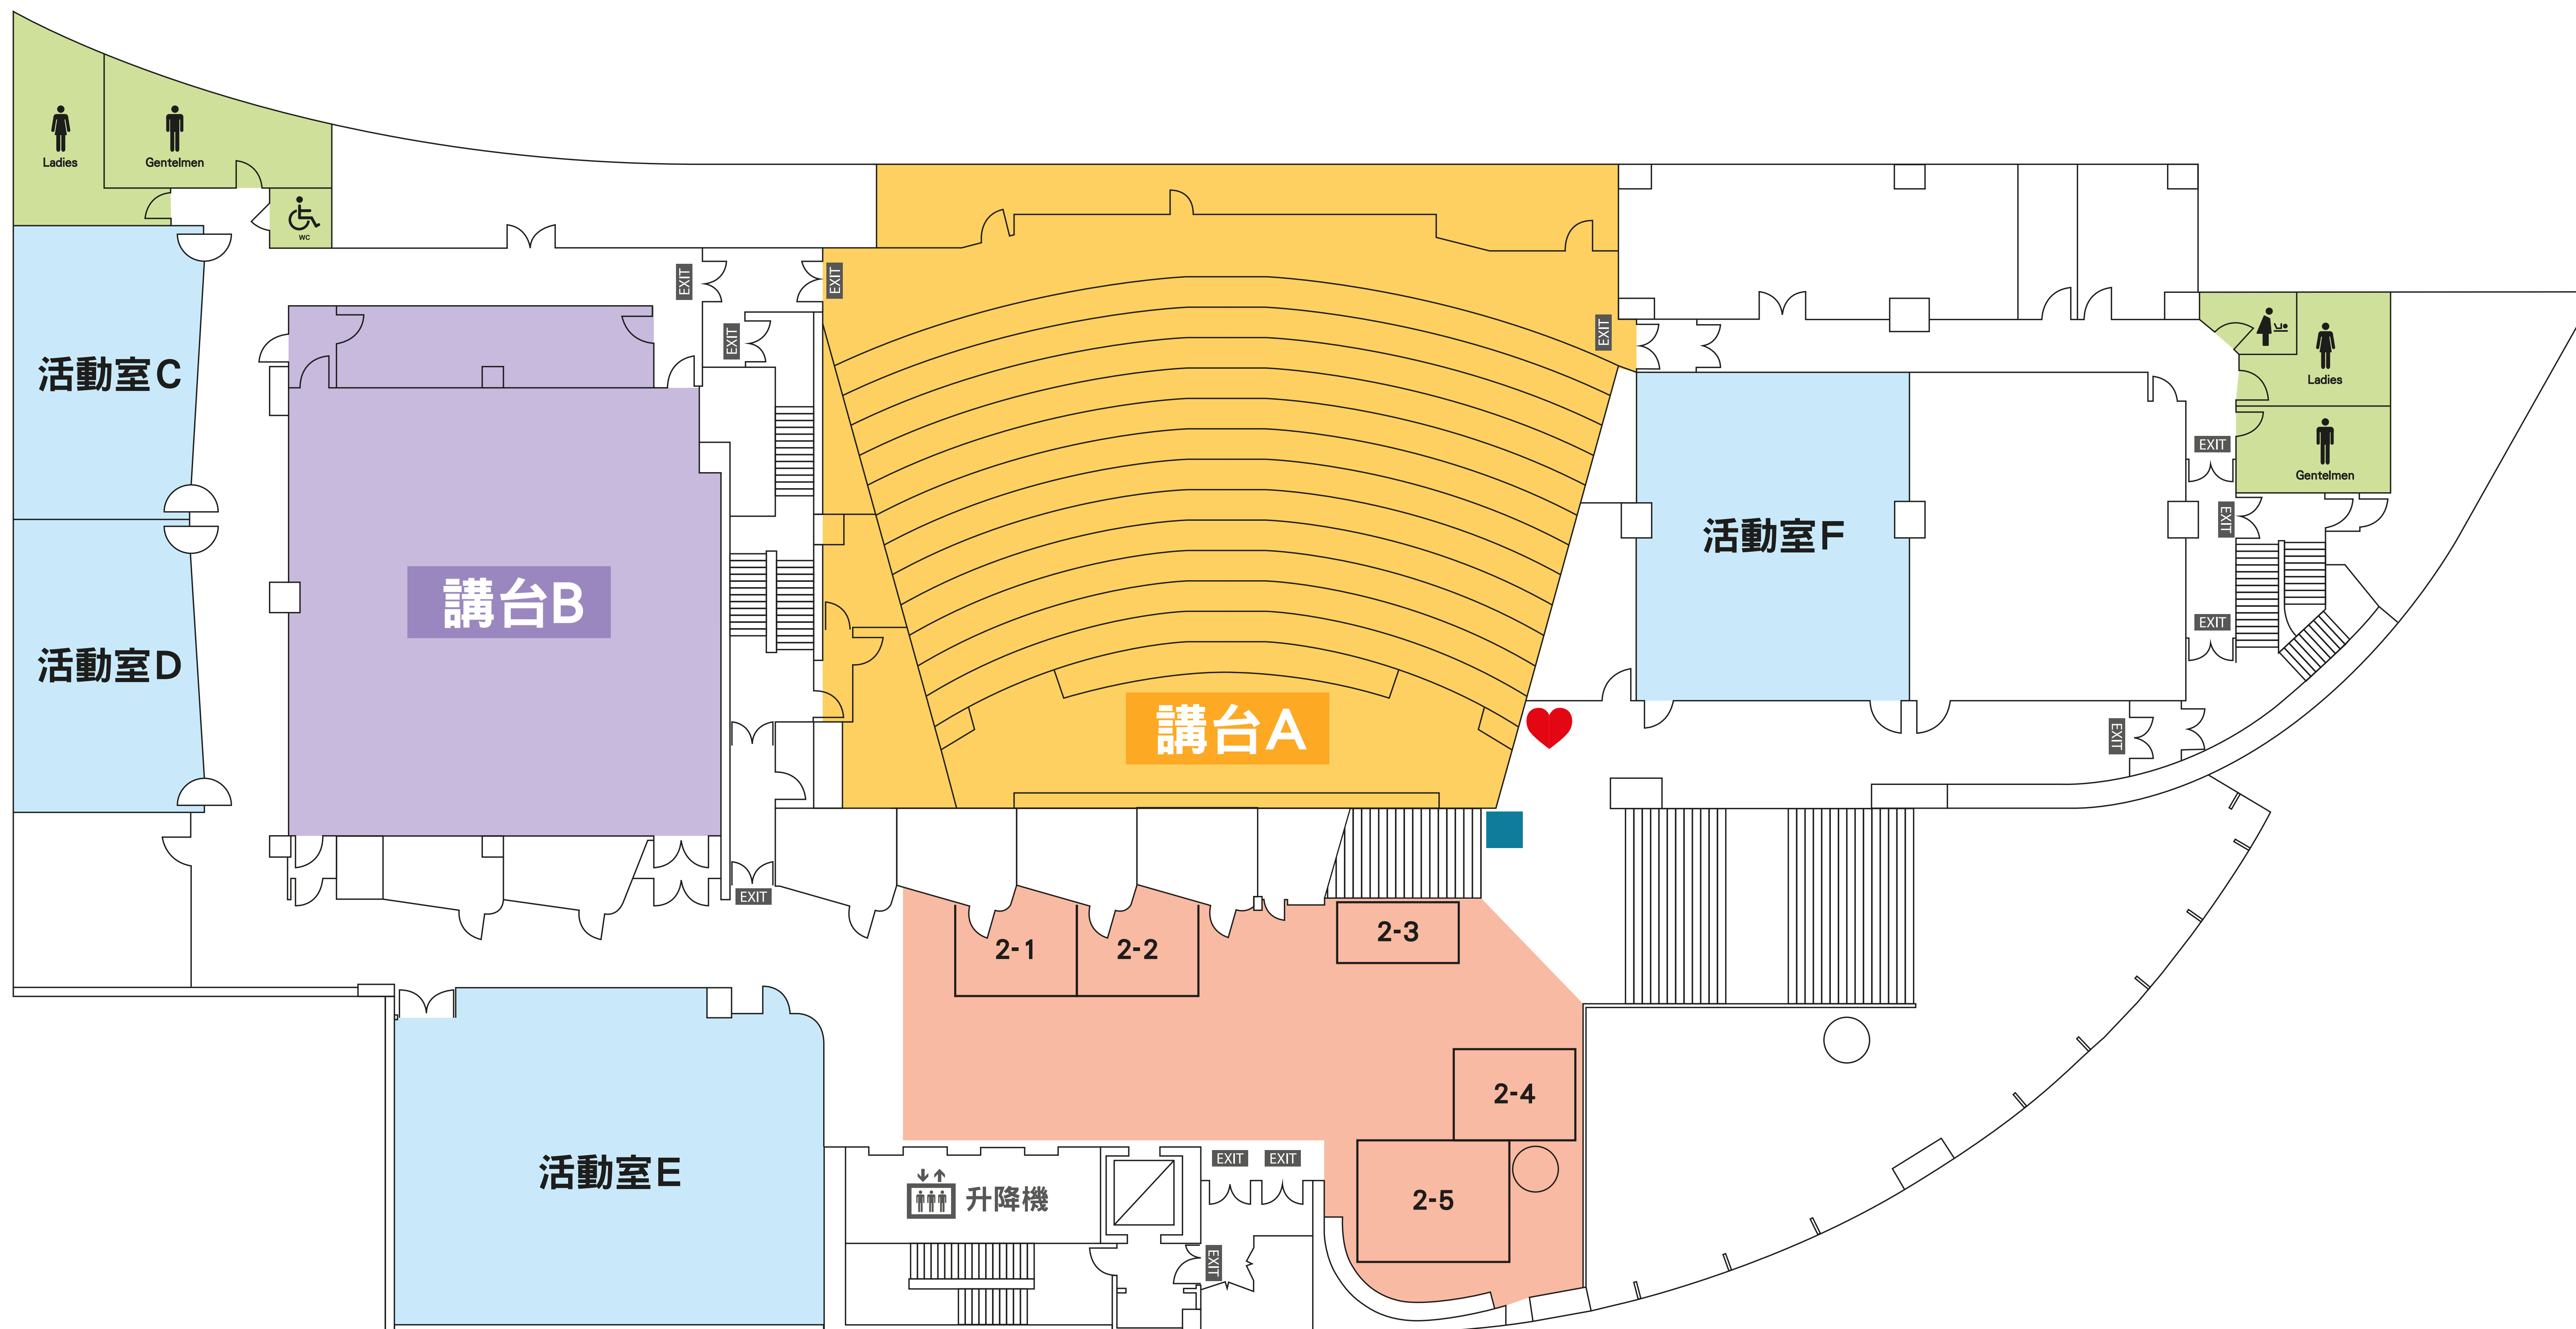 Ladies
Gentelmen
WC
EXIT
EXIT
EXIT
EXIT
Ladies
活動室C
EXIT
Gentelmen
活動室F
EXIT
講台B
EXIT
活動室D
講台A
EXIT
EXIT
2-1
2-2
2-3
2-4
活動室E
EXIT
EXIT
升降機
2-5
EXIT